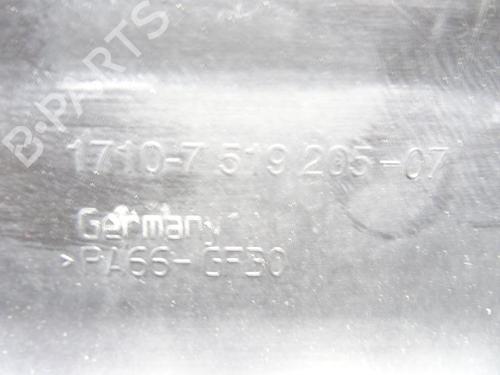 B-PARTS
1710-7 519 205-07
Germany
>PA66-GF30